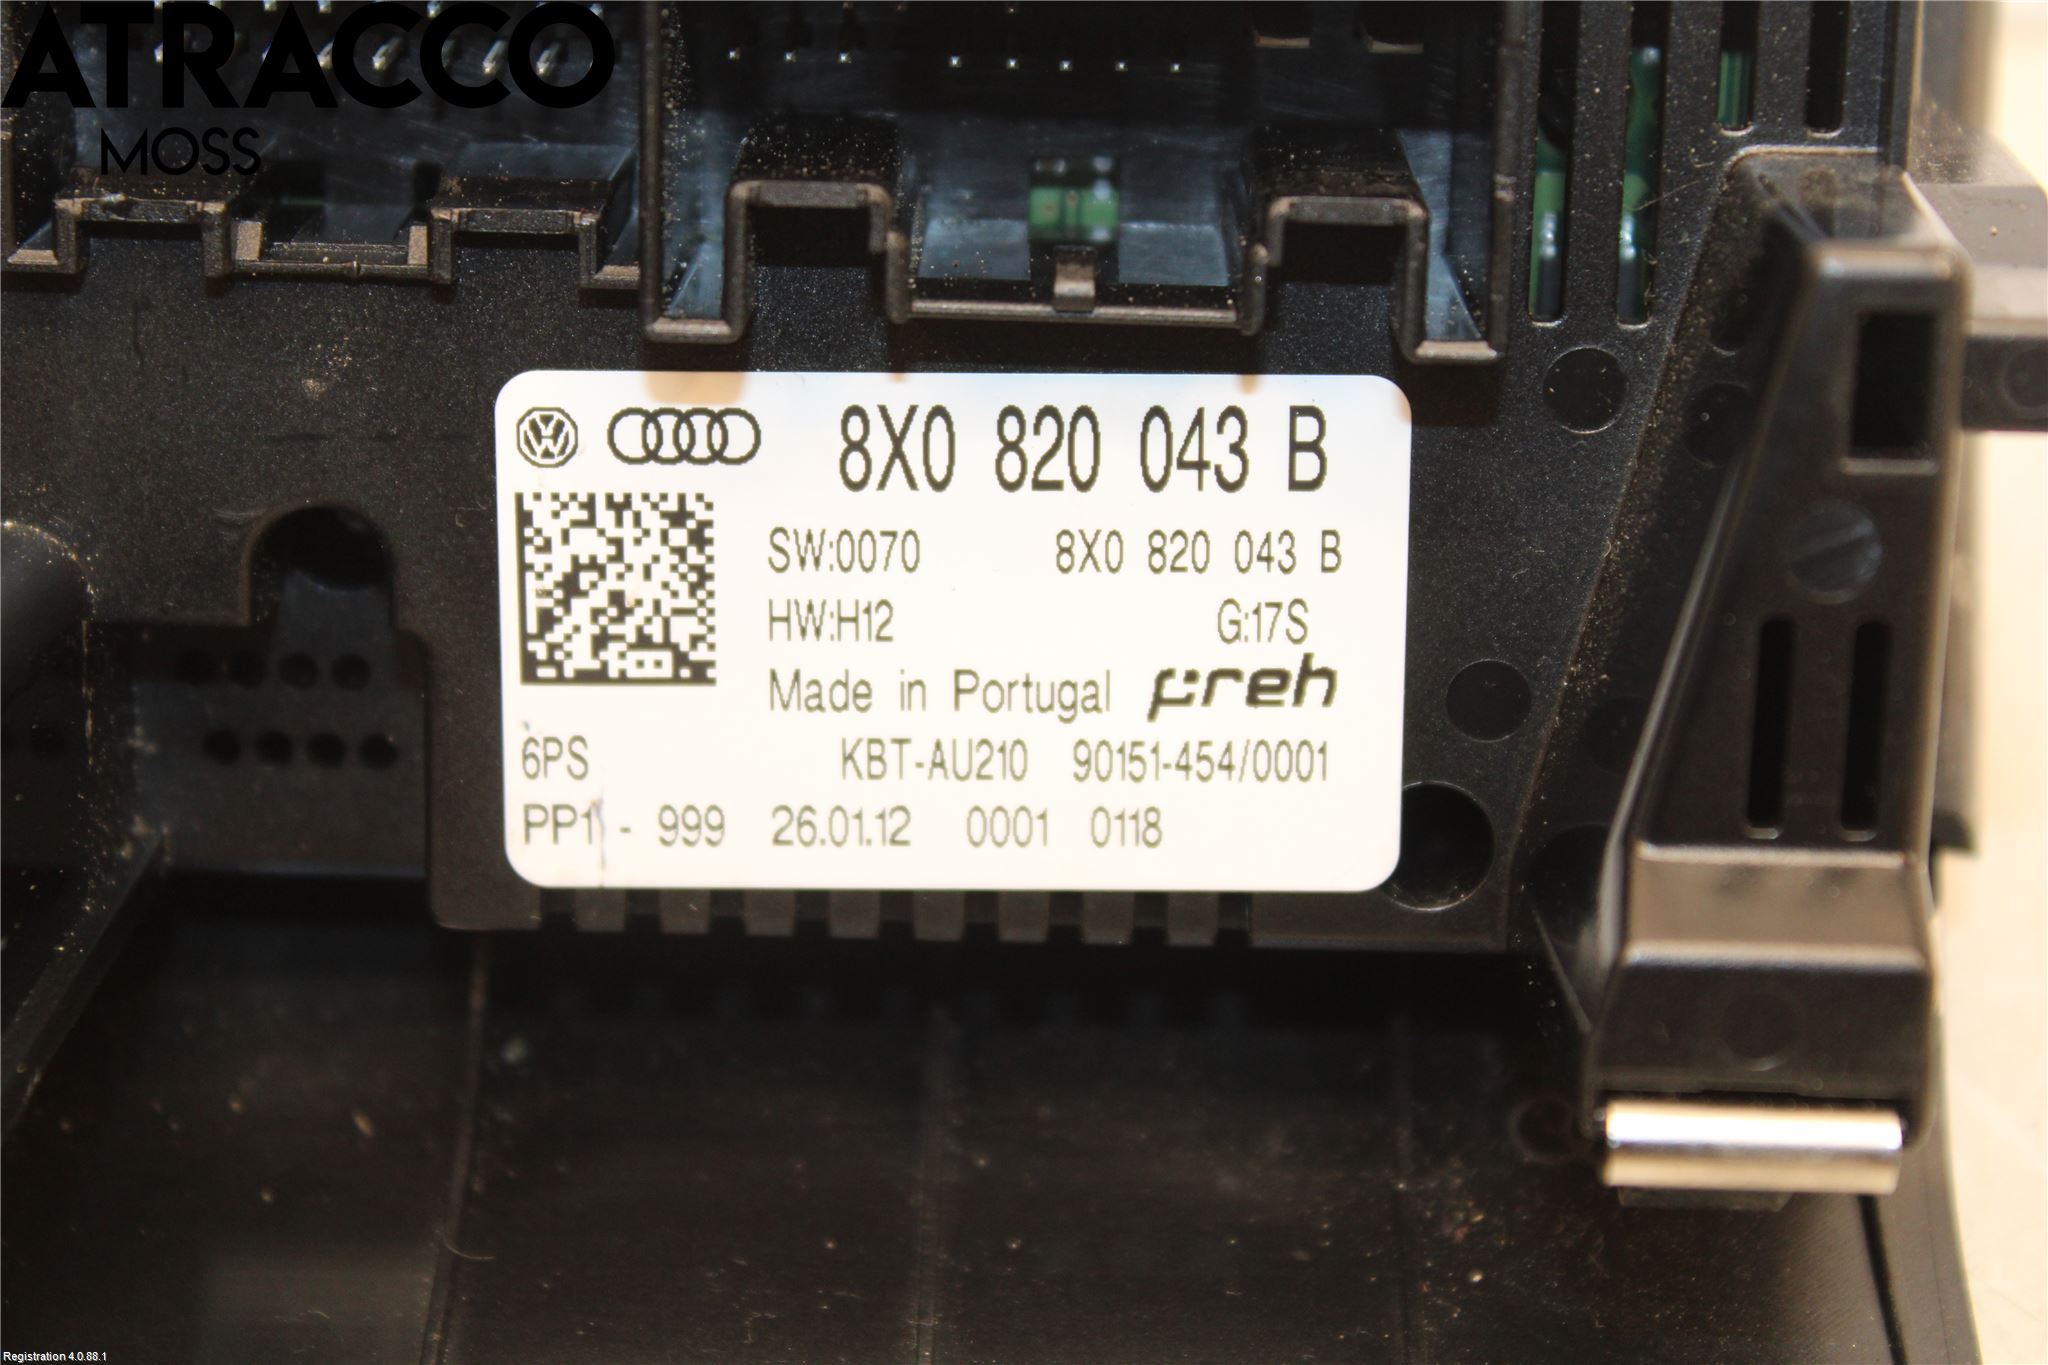 ATRACCO
MOSS
8X0 820 043 B
SW:0070 8X0 820 043 B
HW:H12 G:17S
Made in Portugal preh
6PS KBT-AU210 90151-454/0001
PP1 - 999 26.01.12 0001 0118
Registration 4.0.88.1